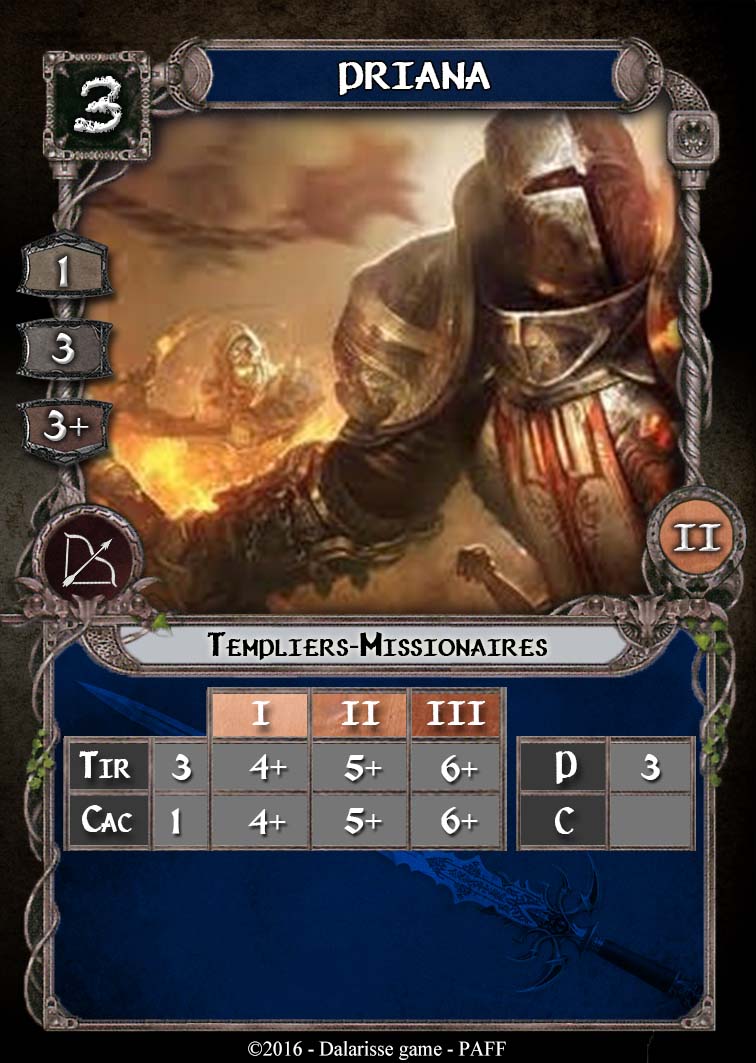 3
PRIANA
1
3
3+
II
Templiers-Missionaires
I II III
Tir 3 4+ 5+ 6+ P 3
Cac 1 4+ 5+ 6+ C
©2016 - Dalarisse game - PAFF